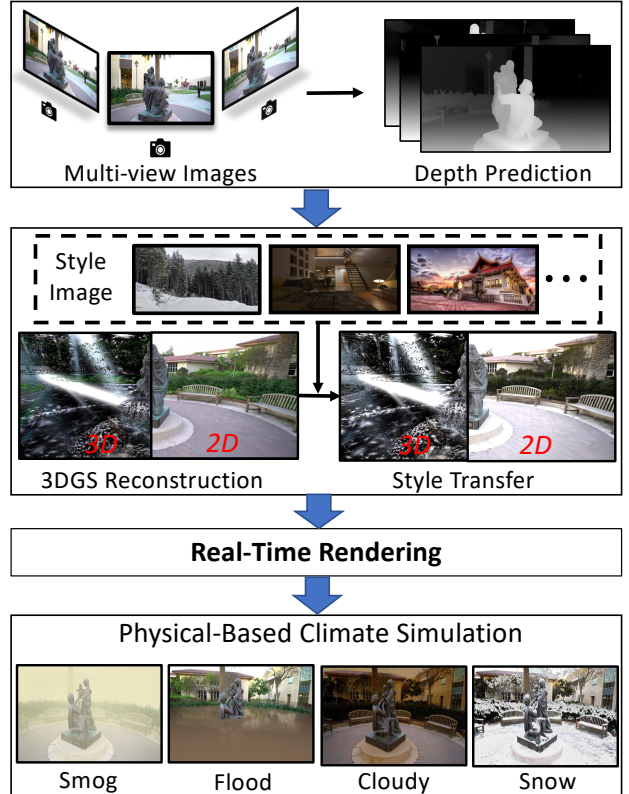 Multi-view Images
Depth Prediction
Style
Image
3D
2D
3D
2D
3DGS Reconstruction
Style Transfer
Real-Time Rendering
Physical-Based Climate Simulation
Smog
Flood
Cloudy
Snow